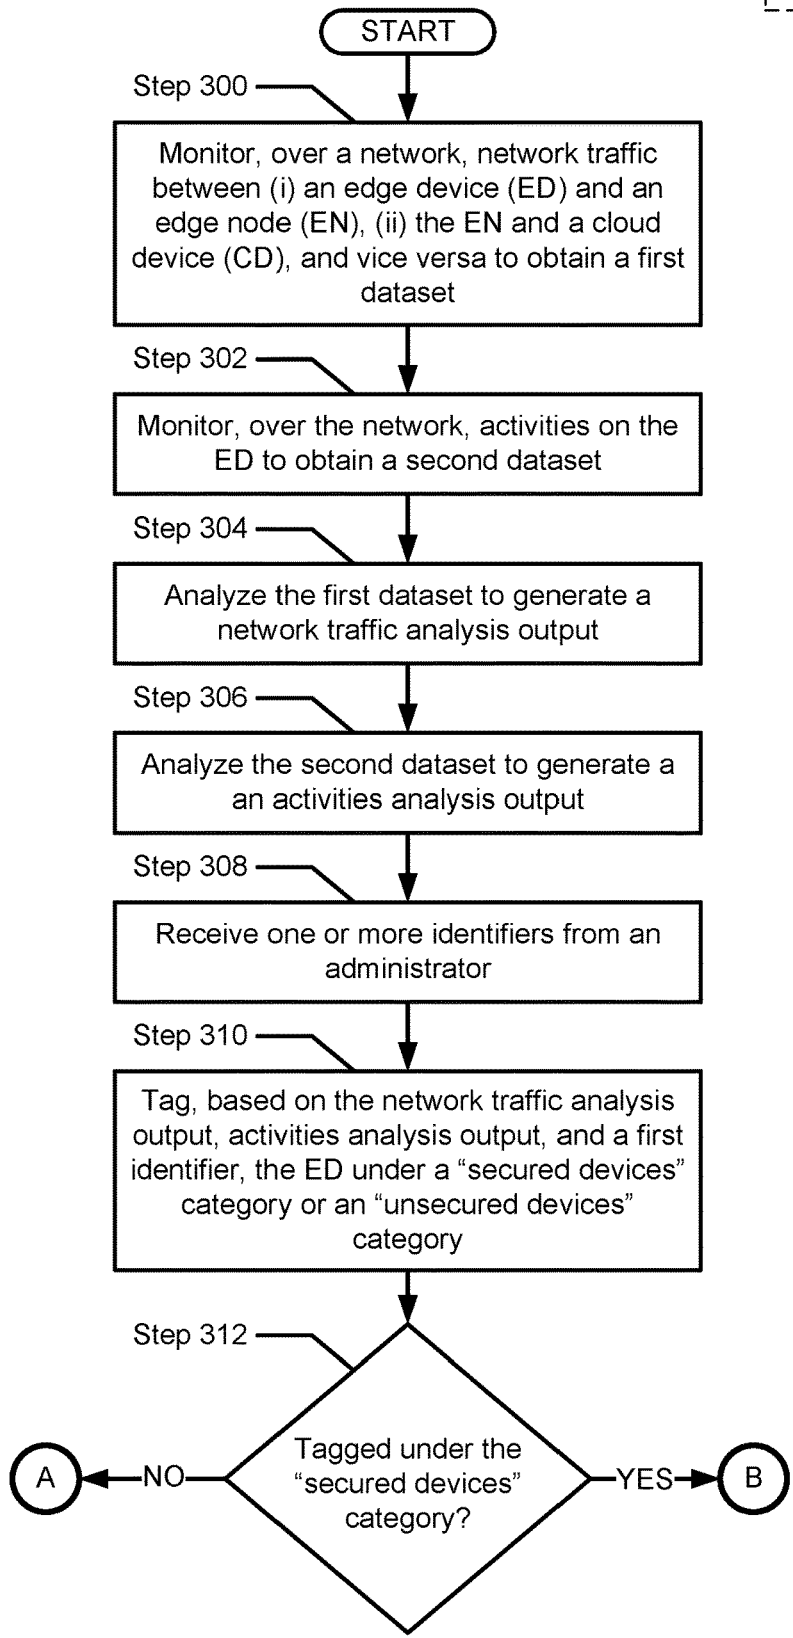 START
Step 300
Monitor, over a network, network traffic
between (i) an edge device (ED) and an
edge node (EN), (ii) the EN and a cloud
device (CD), and vice versa to obtain a first
dataset
Step 302
Monitor, over the network, activities on the
ED to obtain a second dataset
Step 304
Analyze the first dataset to generate a
network traffic analysis output
Step 306
Analyze the second dataset to generate a
an activities analysis output
Step 308
Receive one or more identifiers from an
administrator
Step 310
Tag, based on the network traffic analysis
output, activities analysis output, and a first
identifier, the ED under a “secured devices”
category or an “unsecured devices”
category
Step 312
Tagged under the
“secured devices”
category?
A
NO
YES
B